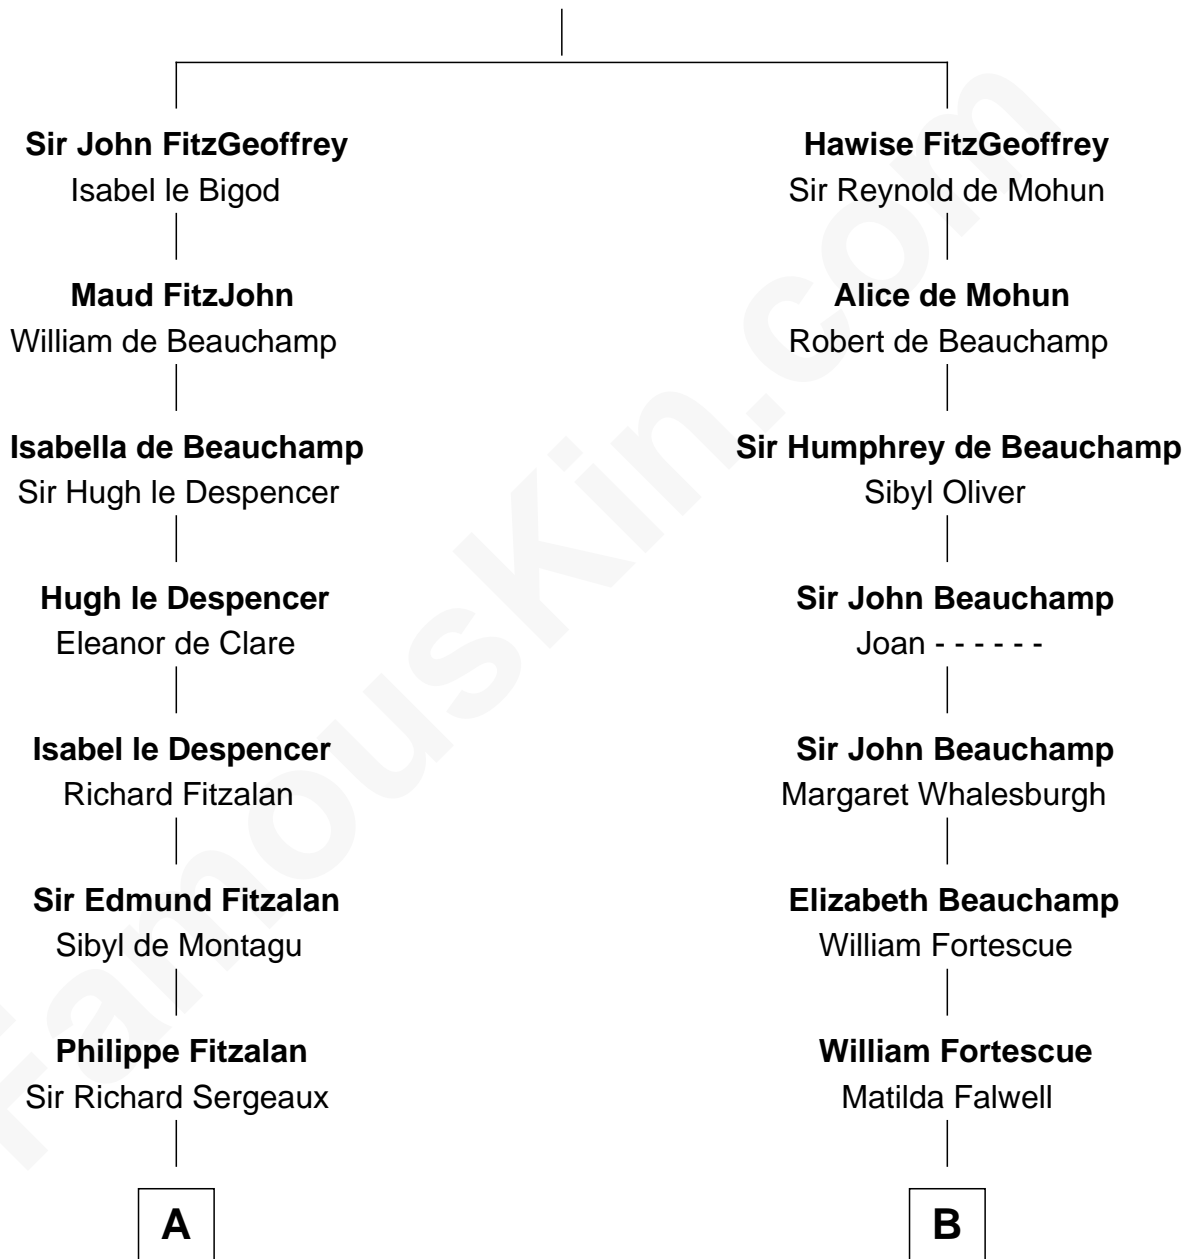 Sir John FitzGeoffrey
Isabel le Bigod
Maud FitzJohn
William de Beauchamp
Isabella de Beauchamp
Sir Hugh le Despencer
Hugh le Despencer
Eleanor de Clare
Isabel le Despencer
Richard Fitzalan
Sir Edmund Fitzalan
Sibyl de Montagu
Philippe Fitzalan
Sir Richard Sergeaux
A
Hawise FitzGeoffrey
Sir Reynold de Mohun
Alice de Mohun
Robert de Beauchamp
Sir Humphrey de Beauchamp
Sibyl Oliver
Sir John Beauchamp
Joan - - - - - -
Sir John Beauchamp
Margaret Whalesburgh
Elizabeth Beauchamp
William Fortescue
William Fortescue
Matilda Falwell
B
FamousKin.com